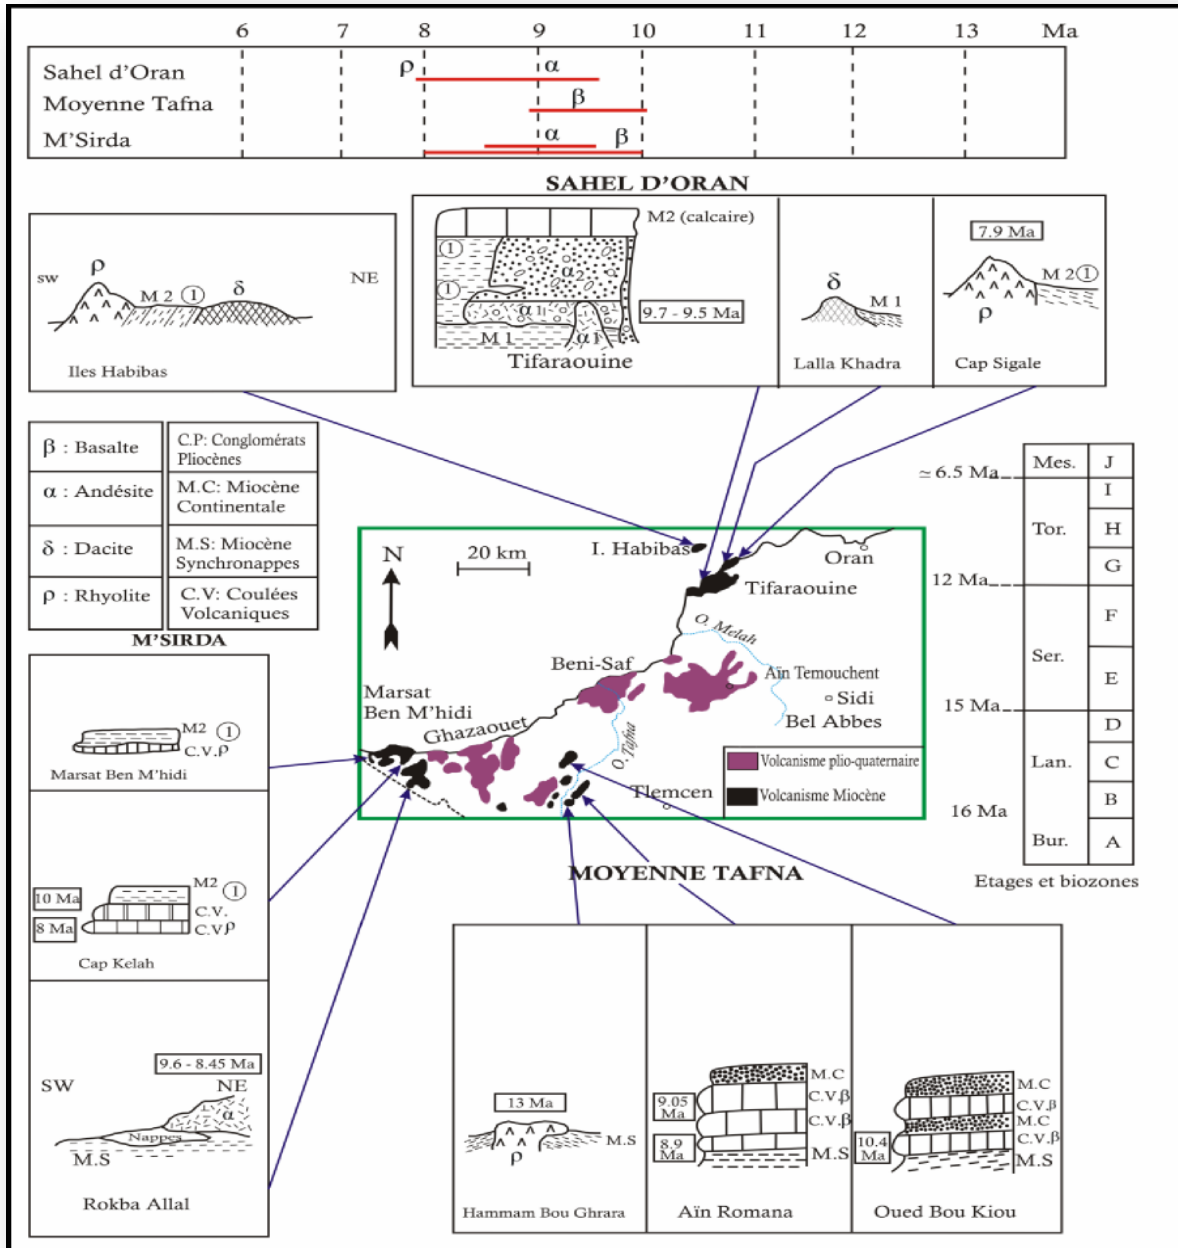 6 7 8 9 10 11 12 13 Ma
Sahel d'Oran ρ α
Moyenne Tafna β
M'Sirda α β
SAHEL D'ORAN
sw ρ M 2 ① δ NE
Iles Habibas
M2 (calcaire)
①
α2
①
α1
9.7 - 9.5 Ma
M 1 α1
Tifaraouine
δ M 1
Lalla Khadra
7.9 Ma
M 2 ①
ρ
Cap Sigale
β : Basalte
α : Andésite
δ : Dacite
ρ : Rhyolite
C.P: Conglomérats
Pliocènes
M.C: Miocène
Continentale
M.S: Miocène
Synchronappes
C.V: Coulées
Volcaniques
N
20 km
I. Habibas
Oran
Tifaraouine
O. Melah
Beni-Saf
Aïn Temouchent
Sidi
Bel Abbes
Marsat
Ben M'hidi
Ghazaouet
O. Tafna
Tlemcen
Volcanisme plio-quaternaire
Volcanisme Miocène
≃ 6.5 Ma
Mes. J
I
Tor. H
G
12 Ma
F
Ser.
E
15 Ma
D
Lan. C
B
16 Ma
Bur. A
Etages et biozones
M'SIRDA
M2 ①
C.V.ρ
Marsat Ben M'hidi
M2 ①
10 Ma
C.V.
8 Ma
C.Vρ
Cap Kelah
9.6 - 8.45 Ma
SW NE
α
Nappes
M.S
Rokba Allal
MOYENNE TAFNA
13 Ma
M.S
ρ
Hammam Bou Ghrara
M.C
9.05
Ma
C.V.β
C.V.β
8.9
Ma
M.S
Aïn Romana
M.C
C.V.β
M.C
10.4
Ma
C.V.β
M.S
Oued Bou Kiou